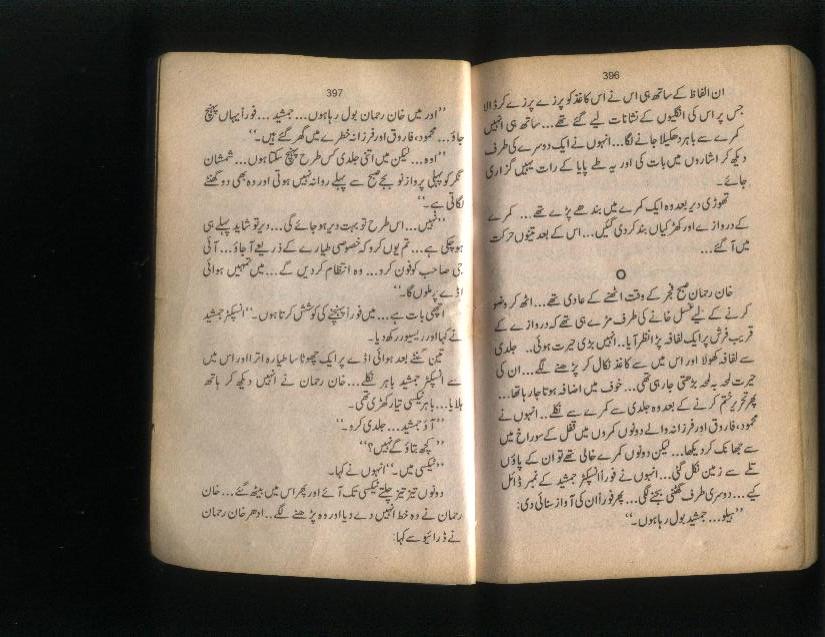 396
ان الفاظ کے ساتھ ہی اس نے اس کاغذ کو پرزے پرزے کر ڈالا
جس پر اس کی انگلیوں کے نشانات لیے گئے تھے... ساتھ ہی انہیں
کمرے سے باہر دھکیلا جانے لگا... انہوں نے ایک دوسرے کی طرف
دیکھ کر اشاروں میں بات کی اور یہ طے پایا کے رات یہیں گزاری
جائے۔
تھوڑی دیر بعد وہ ایک کمرے میں بندھے پڑے تھے... کمرے
کے دروازے اور کھڑکیاں بند کر دی گئیں... اس کے بعد تینوں حرکت
میں آ گئے...
O
خان رحمان صبح فجر کے وقت اٹھنے کے عادی تھے... اٹھ کر وضو
کرنے کے لیے غسل خانے کی طرف مڑے ہی تھے کہ دروازے کے
قریب فرش پر ایک لفافہ پڑا نظر آیا.. انہیں بڑی حیرت ہوئی.. جلدی
سے لفافہ کھولا اور اس میں سے کاغذ نکال کر پڑھنے لگے... ان کی
حیرت لمحہ بہ لمحہ بڑھتی جا رہی تھی... خوف میں اضافہ ہوتا جا رہا تھا...
پھر تحریر ختم کرنے کے بعد وہ جلدی سے کمرے سے نکلے.. انہوں نے
محمود، فاروق اور فرزانہ والے دونوں کمروں میں قفل کے سوراخ میں
سے جھانک کر دیکھا... لیکن دونوں کمرے خالی تھے تو ان کے پاؤں
تلے سے زمین نکل گئی... انہوں نے فوراً انسپکٹر جمشید کے نمبر ڈائل
کیے... دوسری طرف گھنٹی بجنے لگی... پھر فوراً ان کی آواز سنائی دی:
"ہیلو... جمشید بول رہا ہوں۔"
397
"اور میں خان رحمان بول رہا ہوں... جمشید... فوراً یہاں پہنچ
جاؤ... محمود، فاروق اور فرزانہ خطرے میں گھر گئے ہیں۔"
"اوہ... لیکن میں اتنی جلدی کس طرح پہنچ سکتا ہوں... شمشان
نگر کو پہلی پرواز نو بجے صبح سے پہلے روانہ نہیں ہوتی اور وہ بھی دو گھنٹے
لگاتی ہے۔"
"نہیں... اس طرح تو بہت دیر ہو جائے گی... دیر تو شاید پہلے ہی
ہو چکی ہے... تم یوں کرو کہ خصوصی طیارے کے ذریعے آ جاؤ... آئی
جی صاحب کو فون کرو... وہ انتظام کر دیں گے... میں تمہیں ہوائی
اڈے پر ملوں گا۔"
"اچھی بات ہے... میں فوراً پہنچنے کی کوشش کرتا ہوں۔" انسپکٹر جمشید
نے کہا اور ریسیور رکھ دیا۔
تین گھنٹے بعد ہوائی اڈے پر ایک چھوٹا سا طیارہ اترا اور اس میں
سے انسپکٹر جمشید باہر نکلے... خان رحمان نے انہیں دیکھ کر ہاتھ
ہلایا... باہر ٹیکسی تیار کھڑی تھی۔
"آؤ جمشید... جلدی کرو۔"
"کچھ بتاؤ گے نہیں؟"
"ٹیکسی میں۔" انہوں نے کہا۔
دونوں تیز تیز چلتے ٹیکسی تک آئے اور پھر اس میں بیٹھ گئے... خان
رحمان نے وہ خط انہیں دے دیا اور وہ پڑھنے لگے.. ادھر خان رحمان
نے ڈرائیور سے کہا: